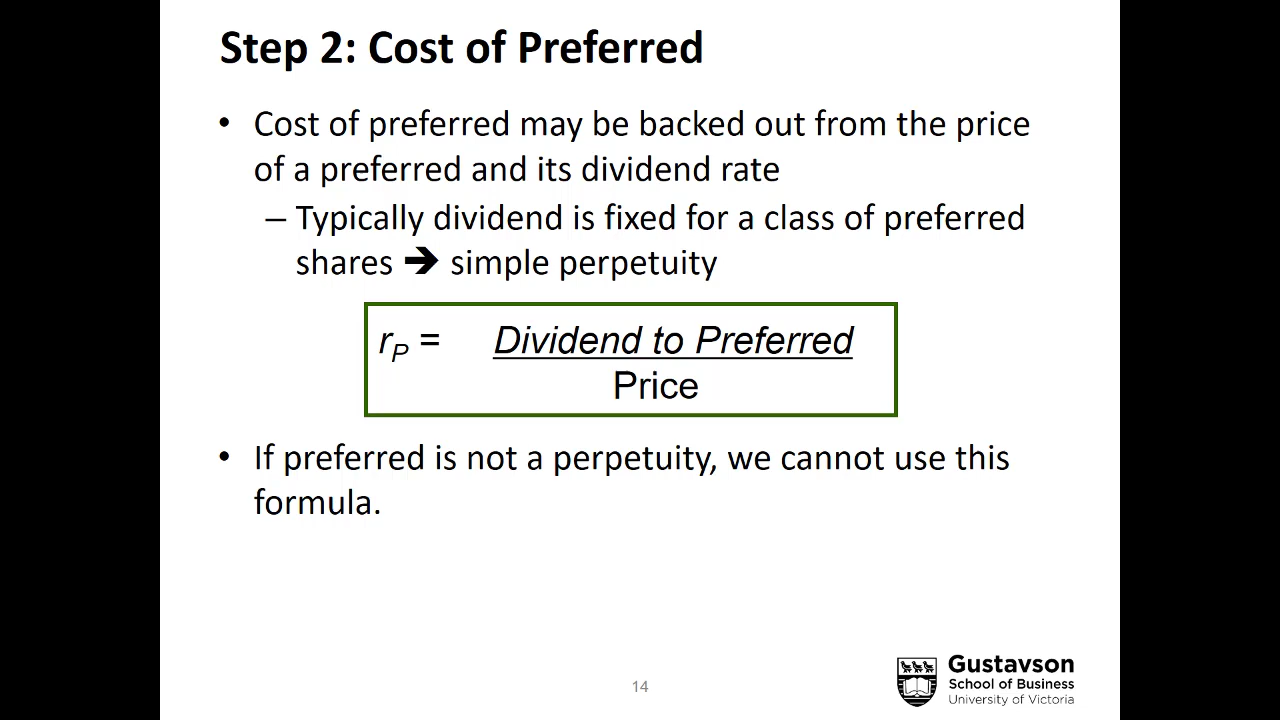 Step 2: Cost of Preferred
• Cost of preferred may be backed out from the price
of a preferred and its dividend rate
– Typically dividend is fixed for a class of preferred
shares ➔ simple perpetuity
rP = Dividend to Preferred
Price
• If preferred is not a perpetuity, we cannot use this
formula.
14
Gustavson
School of Business
University of Victoria